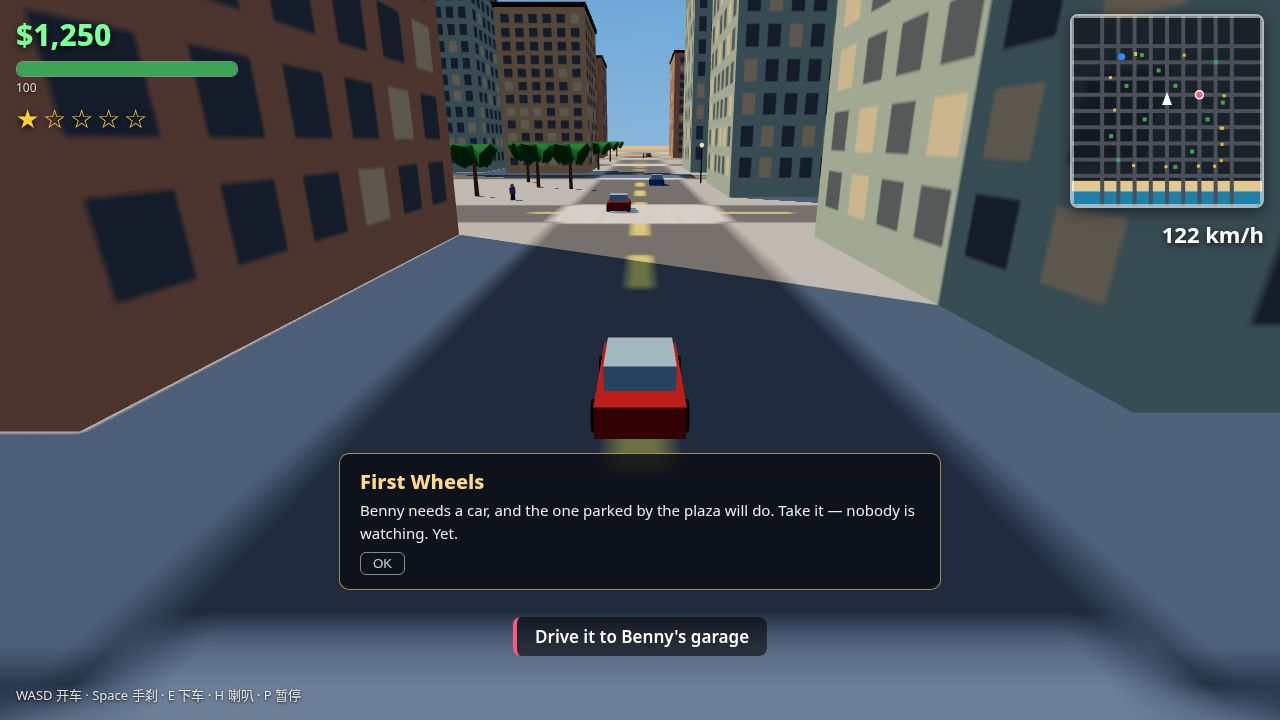 $1,250
100
122 km/h
First Wheels
Benny needs a car, and the one parked by the plaza will do. Take it — nobody is
watching. Yet.
OK
Drive it to Benny's garage
WASD 开车 · Space 手刹 · E 下车 · H 喇叭 · P 暂停